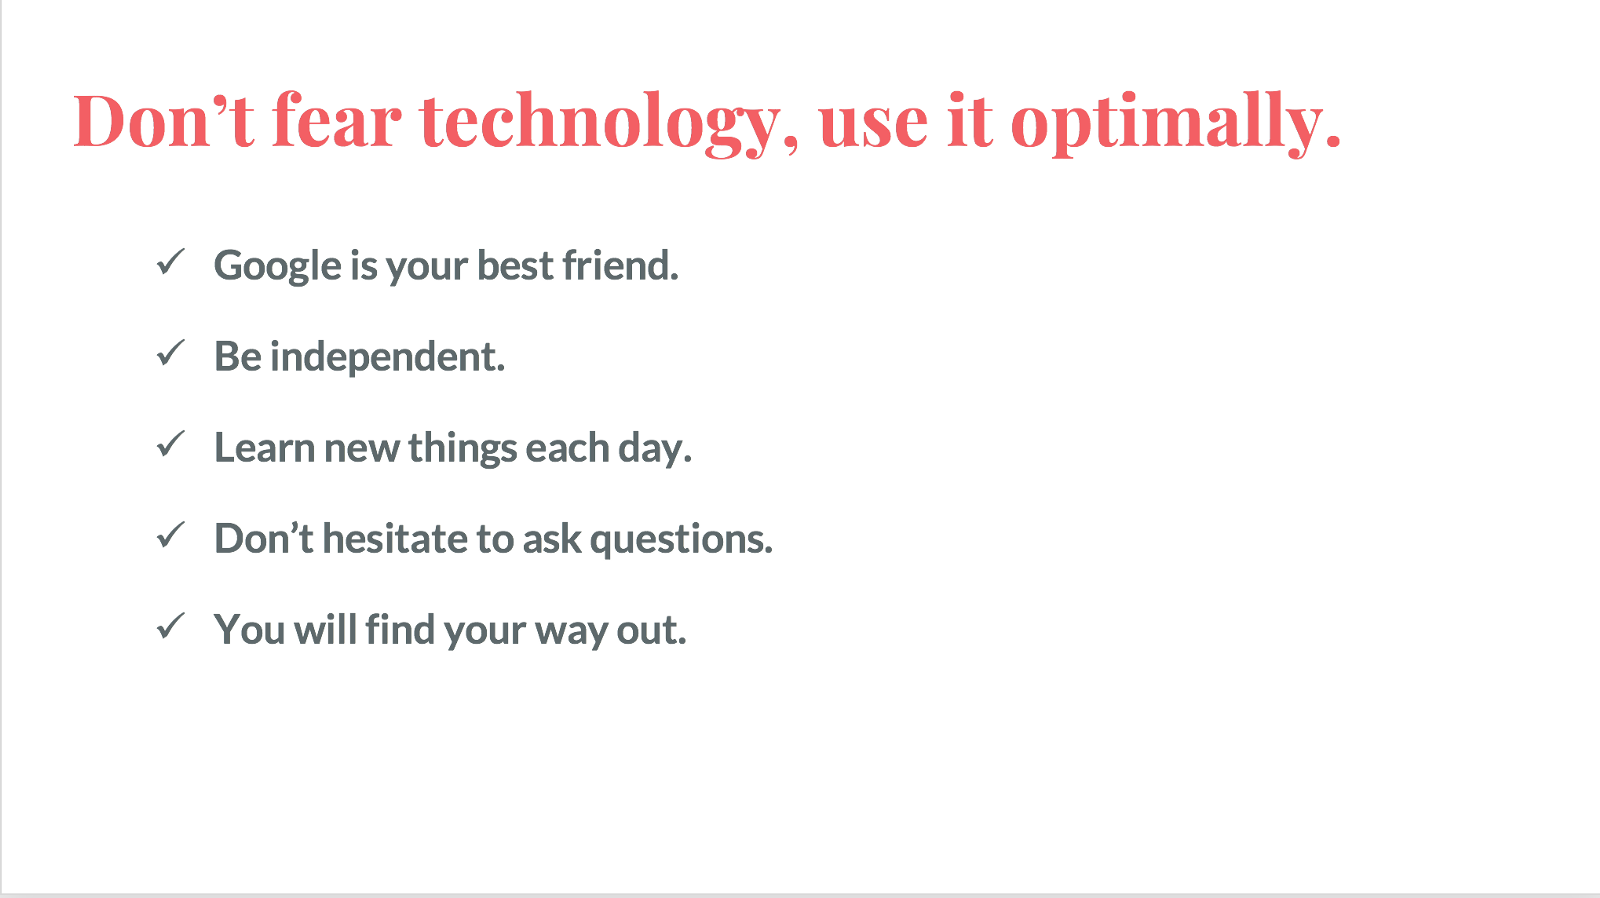 Don’t fear technology, use it optimally.
✓ Google is your best friend.
✓ Be independent.
✓ Learn new things each day.
✓ Don’t hesitate to ask questions.
✓ You will find your way out.